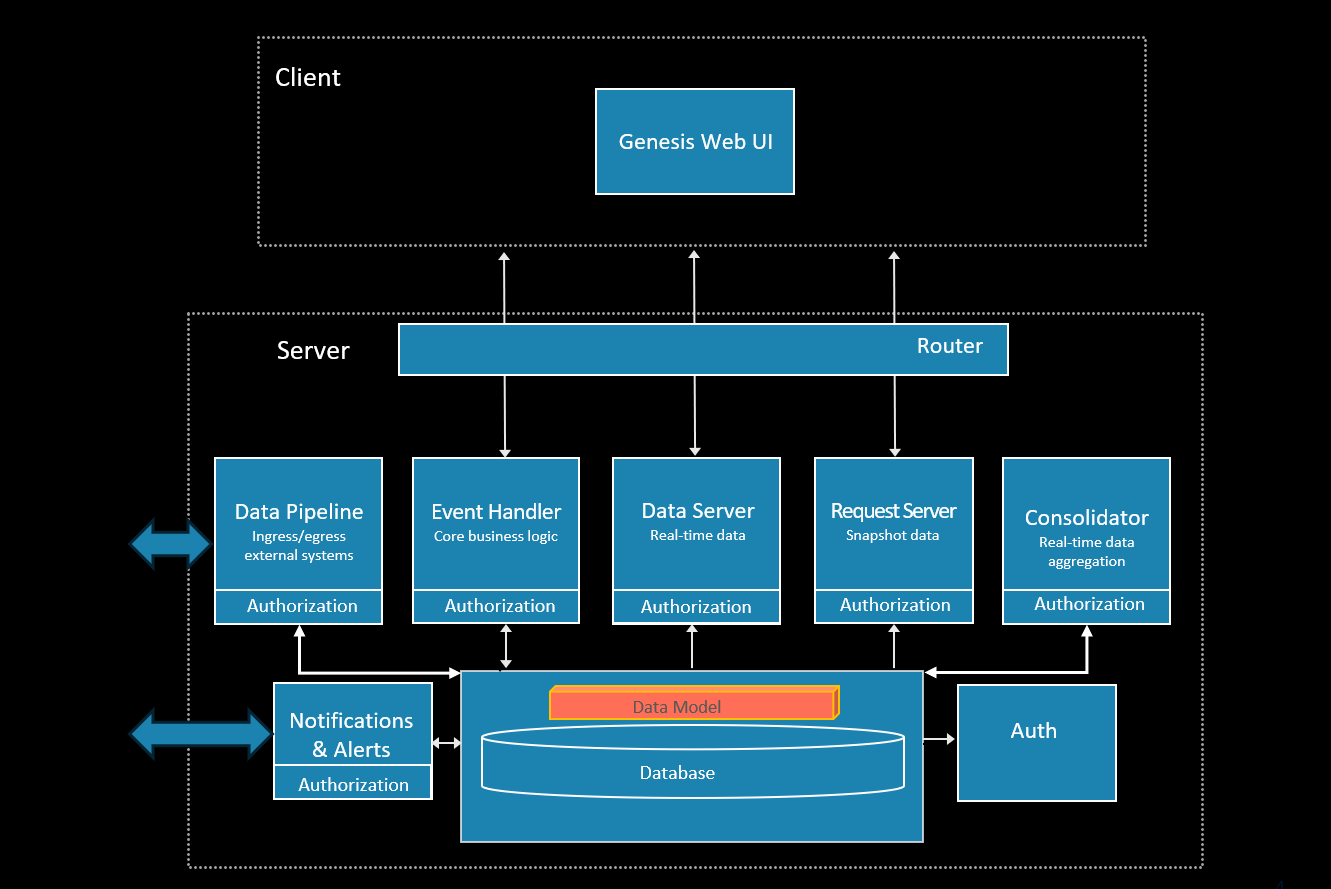 Client
Genesis Web UI
Server
Router
Data Pipeline
Ingress/egress
external systems
Authorization
Event Handler
Core business logic
Authorization
Data Server
Real-time data
Authorization
Request Server
Snapshot data
Authorization
Consolidator
Real-time data
aggregation
Authorization
Notifications
& Alerts
Authorization
Data Model
Database
Auth
4